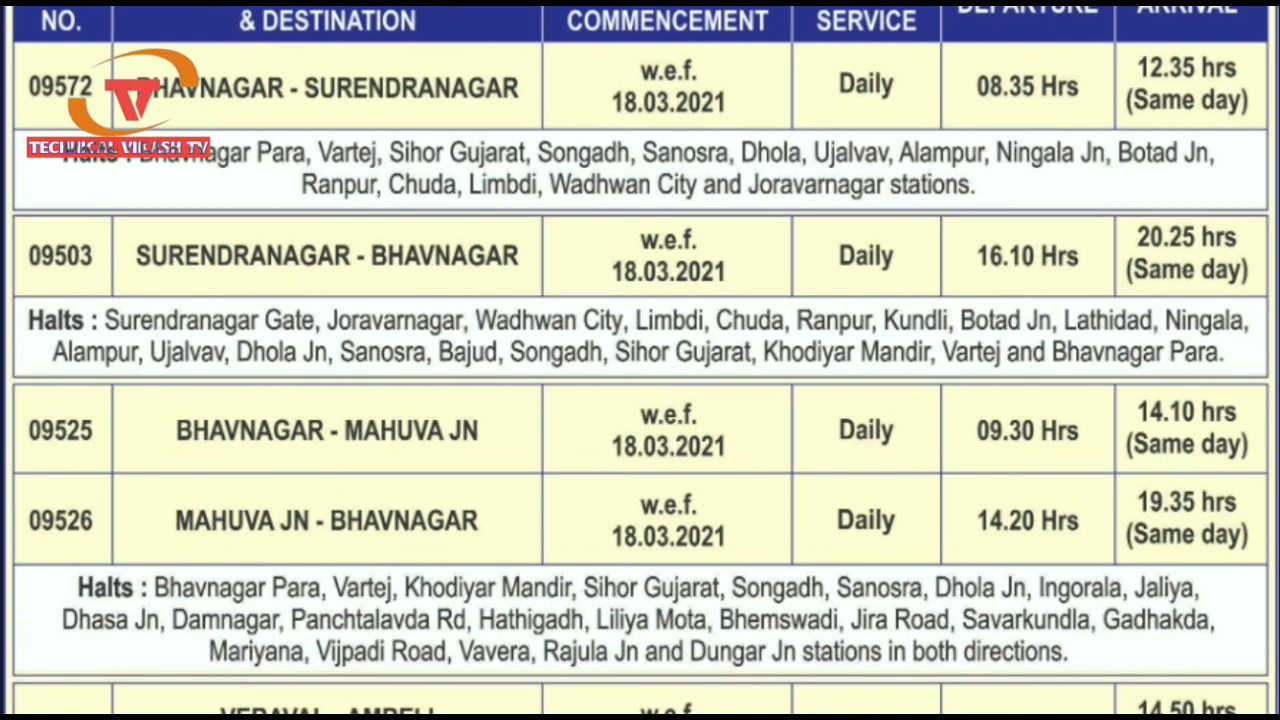 NO. & DESTINATION COMMENCEMENT SERVICE DEPARTURE ARRIVAL
09572 BHAVNAGAR - SURENDRANAGAR w.e.f. 18.03.2021 Daily 08.35 Hrs 12.35 hrs (Same day)
TECHNICAL VIKASH TV
Halts : Bhavnagar Para, Vartej, Sihor Gujarat, Songadh, Sanosra, Dhola, Ujalvav, Alampur, Ningala Jn, Botad Jn,
Ranpur, Chuda, Limbdi, Wadhwan City and Joravarnagar stations.
09503 SURENDRANAGAR - BHAVNAGAR w.e.f. 18.03.2021 Daily 16.10 Hrs 20.25 hrs (Same day)
Halts : Surendranagar Gate, Joravarnagar, Wadhwan City, Limbdi, Chuda, Ranpur, Kundli, Botad Jn, Lathidad, Ningala,
Alampur, Ujalvav, Dhola Jn, Sanosra, Bajud, Songadh, Sihor Gujarat, Khodiyar Mandir, Vartej and Bhavnagar Para.
09525 BHAVNAGAR - MAHUVA JN w.e.f. 18.03.2021 Daily 09.30 Hrs 14.10 hrs (Same day)
09526 MAHUVA JN - BHAVNAGAR w.e.f. 18.03.2021 Daily 14.20 Hrs 19.35 hrs (Same day)
Halts : Bhavnagar Para, Vartej, Khodiyar Mandir, Sihor Gujarat, Songadh, Sanosra, Dhola Jn, Ingorala, Jaliya,
Dhasa Jn, Damnagar, Panchtalavda Rd, Hathigadh, Liliya Mota, Bhemswadi, Jira Road, Savarkundla, Gadhakda,
Mariyana, Vijpadi Road, Vavera, Rajula Jn and Dungar Jn stations in both directions.
VERAVAL - AMRELI w.e.f. 14.50 hrs